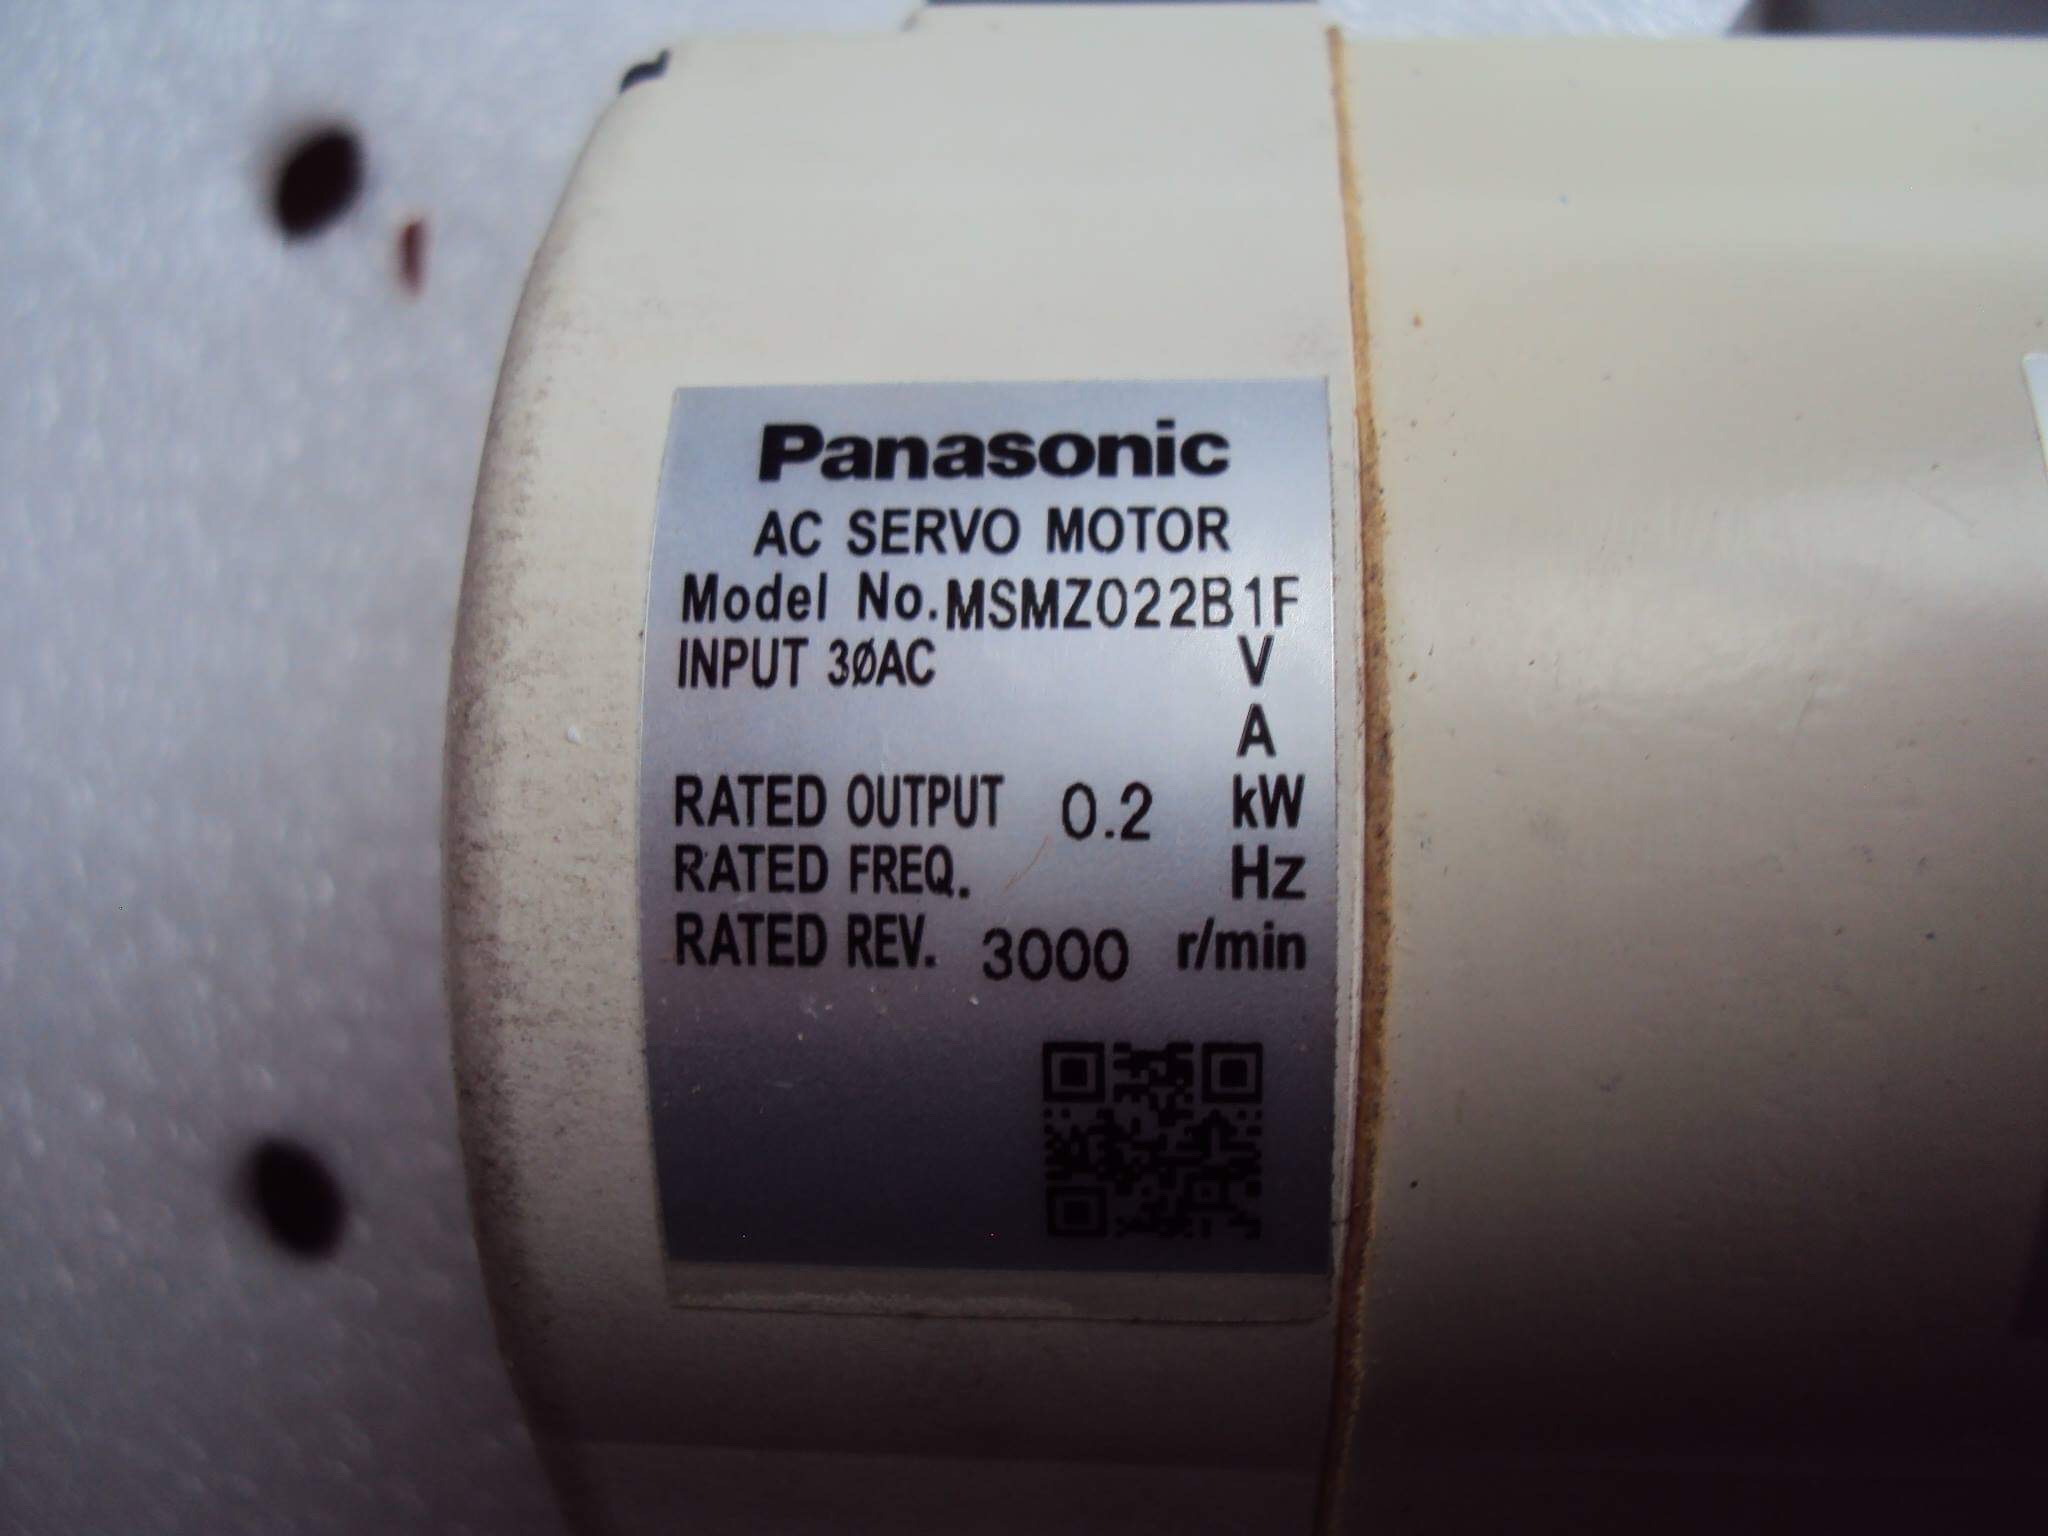 Panasonic
AC SERVO MOTOR
Model No. MSMZ022B1F
INPUT 3ØAC V
A
RATED OUTPUT 0.2 kW
RATED FREQ. Hz
RATED REV. 3000 r/min